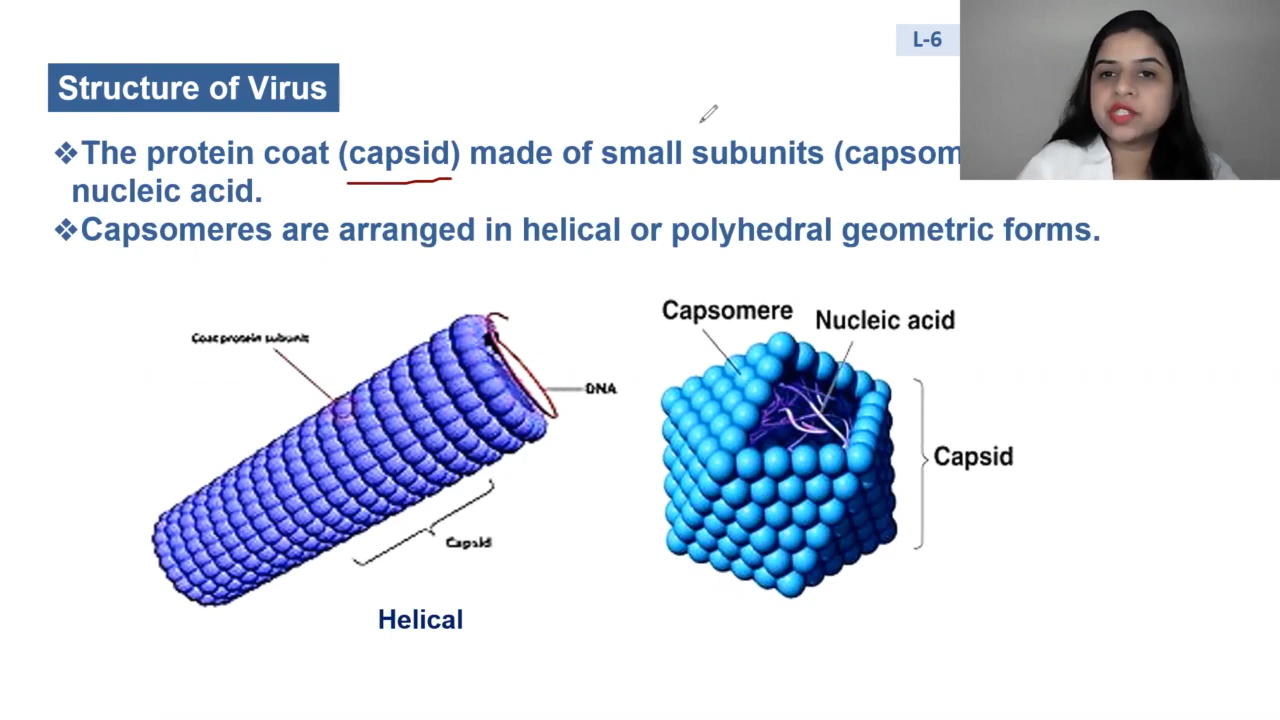 L-6
Structure of Virus
❖The protein coat (capsid) made of small subunits (capsom
nucleic acid.
❖Capsomeres are arranged in helical or polyhedral geometric forms.
Capsomere
Nucleic acid
Coat protein subunit
DNA
Capsid
Capsid
Helical